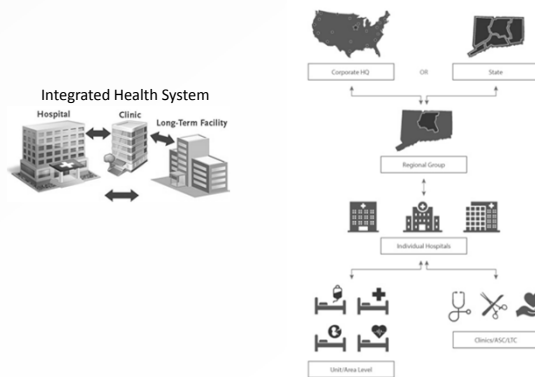 Integrated Health System
Hospital
Clinic
Long-Term Facility
Corporate HQ
OR
State
Regional Group
Individual Hospitals
Unit/Area Level
Clinics/ASC/LTC